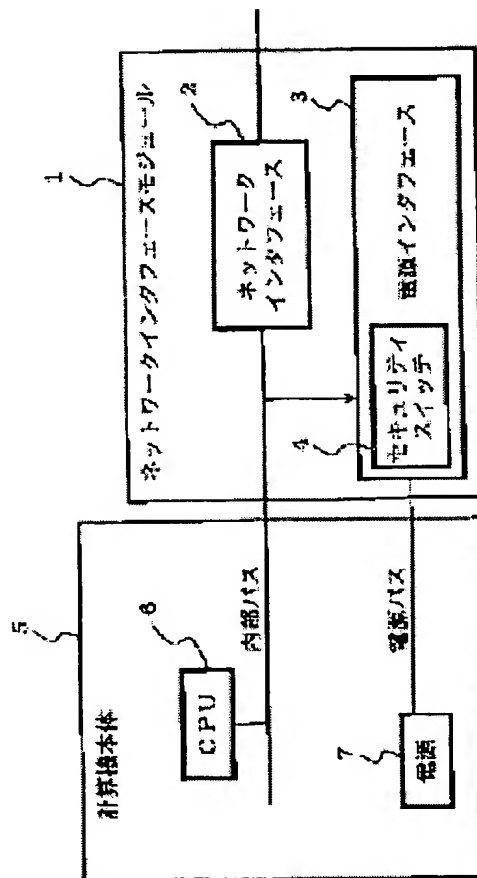 1
ネットワークインタフェースモジュール
2
ネットワーク
インタフェース
3
電源インタフェース
4
セキュリティ
スイッチ
5
計算機本体
6
CPU
内部バス
電源バス
7
電源